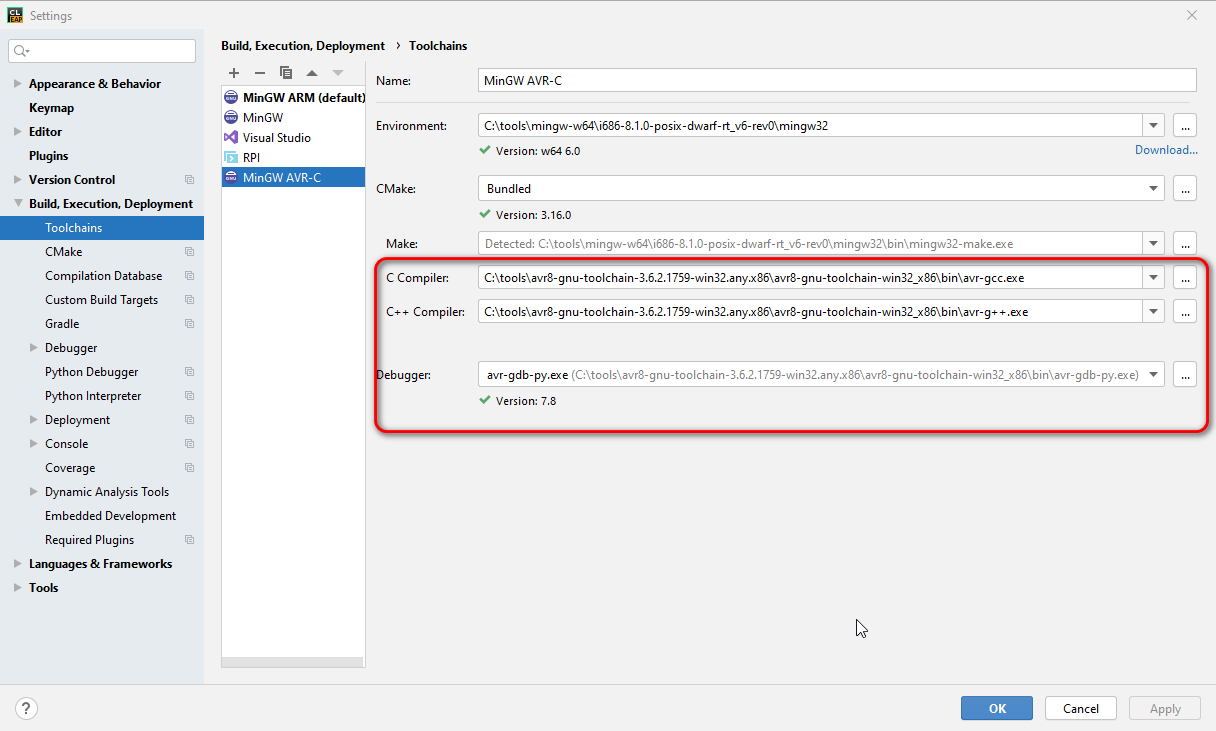 CL
EAP
Settings
Appearance & Behavior
Keymap
Editor
Plugins
Version Control
Build, Execution, Deployment
Toolchains
CMake
Compilation Database
Custom Build Targets
Gradle
Debugger
Python Debugger
Python Interpreter
Deployment
Console
Coverage
Dynamic Analysis Tools
Embedded Development
Required Plugins
Languages & Frameworks
Tools
Build, Execution, Deployment › Toolchains
MinGW ARM (default)
MinGW
Visual Studio
RPI
MinGW AVR-C
Name: MinGW AVR-C
Environment: C:\tools\mingw-w64\i686-8.1.0-posix-dwarf-rt_v6-rev0\mingw32 ...
Version: w64 6.0 Download...
CMake: Bundled ...
Version: 3.16.0
Make: Detected: C:\tools\mingw-w64\i686-8.1.0-posix-dwarf-rt_v6-rev0\mingw32\bin\mingw32-make.exe ...
C Compiler: C:\tools\avr8-gnu-toolchain-3.6.2.1759-win32.any.x86\avr8-gnu-toolchain-win32_x86\bin\avr-gcc.exe ...
C++ Compiler: C:\tools\avr8-gnu-toolchain-3.6.2.1759-win32.any.x86\avr8-gnu-toolchain-win32_x86\bin\avr-g++.exe ...
Debugger: avr-gdb-py.exe (C:\tools\avr8-gnu-toolchain-3.6.2.1759-win32.any.x86\avr8-gnu-toolchain-win32_x86\bin\avr-gdb-py.exe) ...
Version: 7.8
? OK Cancel Apply